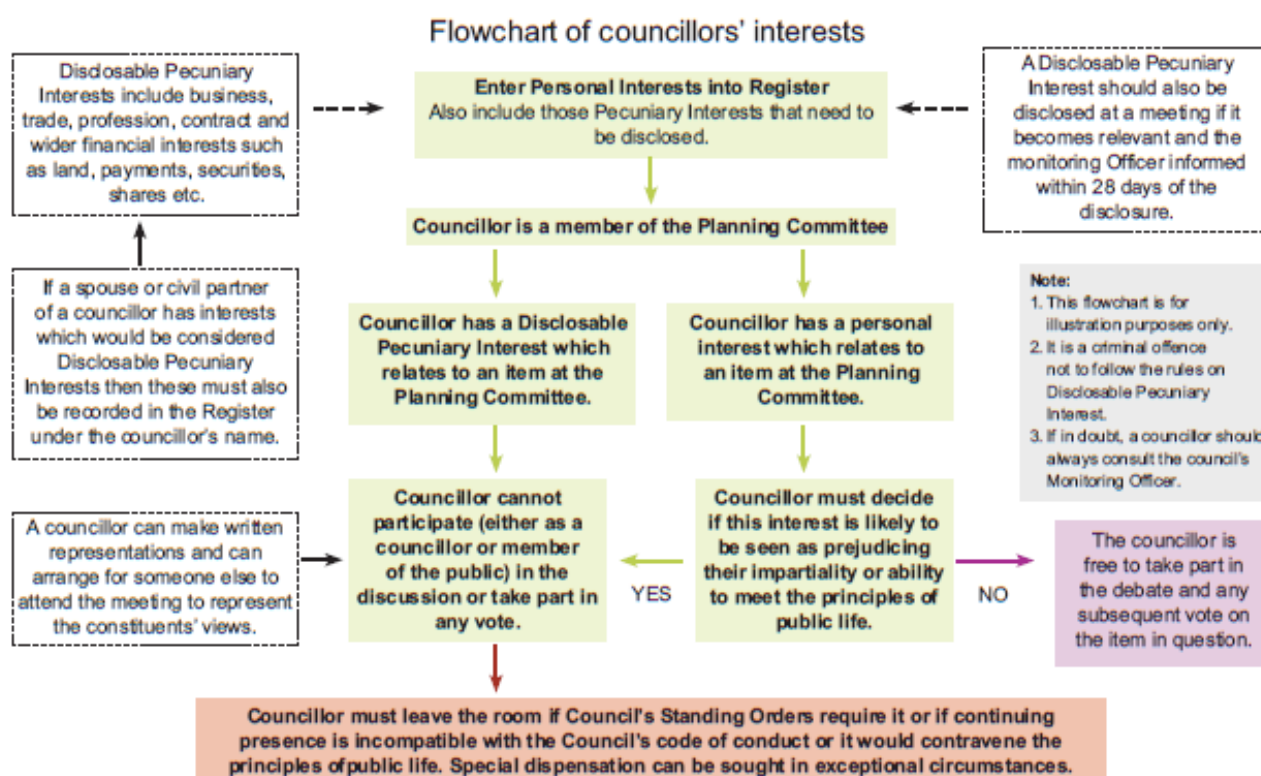 Flowchart of councillors' interests
Disclosable Pecuniary
Interests include business,
trade, profession, contract and
wider financial interests such
as land, payments, securities,
shares etc.
Enter Personal Interests into Register
Also include those Pecuniary Interests that need to
be disclosed.
A Disclosable Pecuniary
Interest should also be
disclosed at a meeting if it
becomes relevant and the
monitoring Officer informed
within 28 days of the
disclosure.
Councillor is a member of the Planning Committee
If a spouse or civil partner
of a councillor has interests
which would be considered
Disclosable Pecuniary
Interests then these must also
be recorded in the Register
under the councillor's name.
Councillor has a Disclosable
Pecuniary Interest which
relates to an item at the
Planning Committee.
Councillor has a personal
interest which relates to
an item at the Planning
Committee.
Note:
1. This flowchart is for
illustration purposes only.
2. It is a criminal offence
not to follow the rules on
Disclosable Pecuniary
Interest.
3. If in doubt, a councillor should
always consult the council's
Monitoring Officer.
A councillor can make written
representations and can
arrange for someone else to
attend the meeting to represent
the constituents' views.
Councillor cannot
participate (either as a
councillor or member
of the public) in the
discussion or take part in
any vote.
YES
Councillor must decide
if this interest is likely to
be seen as prejudicing
their impartiality or ability
to meet the principles of
public life.
NO
The councillor is
free to take part in
the debate and any
subsequent vote on
the item in question.
Councillor must leave the room if Council's Standing Orders require it or if continuing
presence is incompatible with the Council's code of conduct or it would contravene the
principles of public life. Special dispensation can be sought in exceptional circumstances.